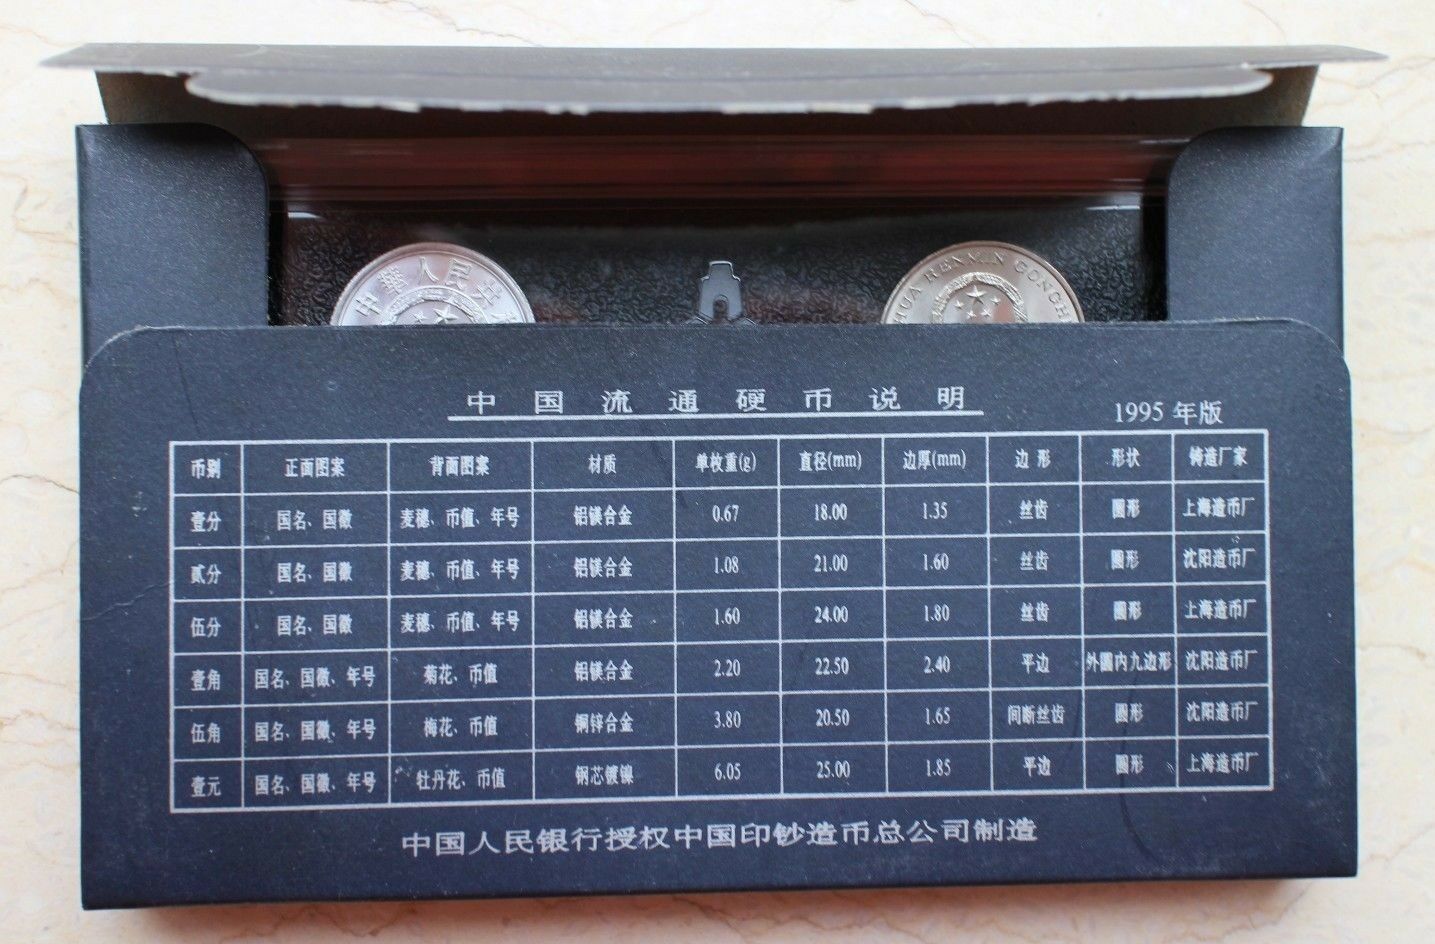 中華人民共
HUA RENMIN GONGH
中国流通硬币说明
1995 年版
币别 正面图案 背面图案 材质 单枚重(g) 直径(mm) 边厚(mm) 边形 形状 铸造厂家
壹分 国名、国徽 麦穗、币值、年号 铝镁合金 0.67 18.00 1.35 丝齿 圆形 上海造币厂
贰分 国名、国徽 麦穗、币值、年号 铝镁合金 1.08 21.00 1.60 丝齿 圆形 沈阳造币厂
伍分 国名、国徽 麦穗、币值、年号 铝镁合金 1.60 24.00 1.80 丝齿 圆形 上海造币厂
壹角 国名、国徽、年号 菊花、币值 铝镁合金 2.20 22.50 2.40 平边 外圆内九边形 沈阳造币厂
伍角 国名、国徽、年号 梅花、币值 铜锌合金 3.80 20.50 1.65 间断丝齿 圆形 沈阳造币厂
壹元 国名、国徽、年号 牡丹花、币值 钢芯镀镍 6.05 25.00 1.85 平边 圆形 上海造币厂
中国人民银行授权中国印钞造币总公司制造